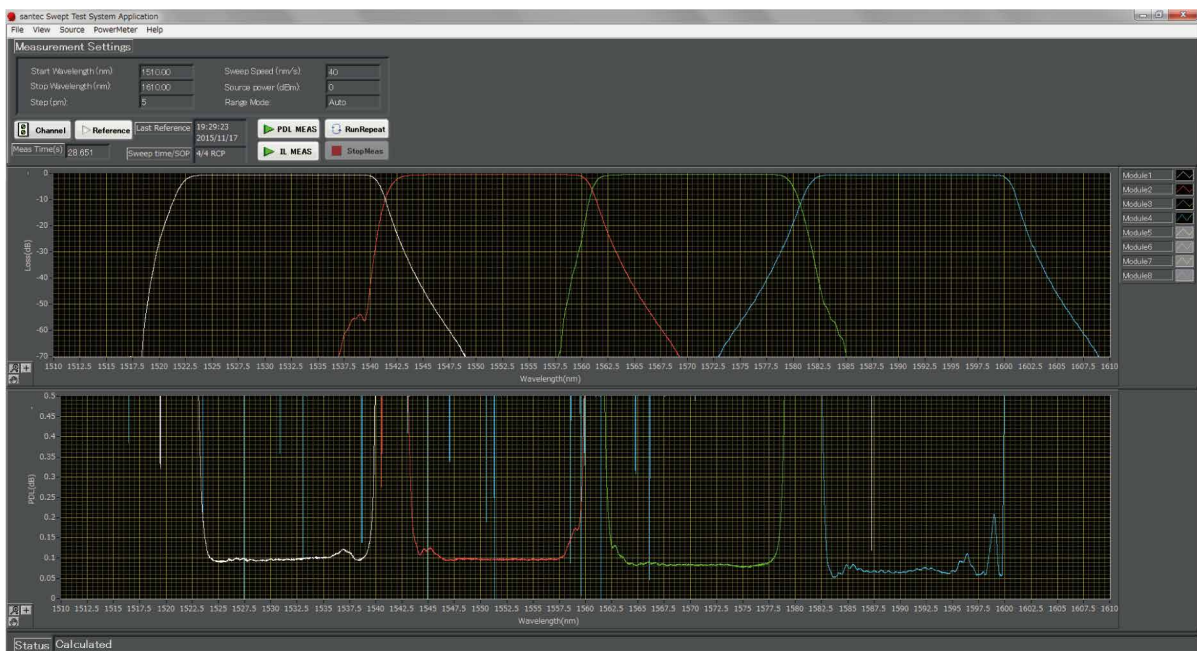 santec Swept Test System Application
File View Source PowerMeter Help
Measurement Settings
Start Wavelength (nm): 1510.00 Sweep Speed (nm/s): 40
Stop Wavelength (nm): 1610.00 Source power (dBm): 0
Step (pm): 5 Range Mode: Auto
Channel Reference Last Reference 19:29:23 2015/11/17 PDL MEAS RunRepeat
Meas Time(s) 28.651 Sweep time/SOP 4/4 RCP IL MEAS StopMeas
0
-10
-20
-30
-40
-50
-60
-70
Loss(dB)
1510 1512.5 1515 1517.5 1520 1522.5 1525 1527.5 1530 1532.5 1535 1537.5 1540 1542.5 1545 1547.5 1550 1552.5 1555 1557.5 1560 1562.5 1565 1567.5 1570 1572.5 1575 1577.5 1580 1582.5 1585 1587.5 1590 1592.5 1595 1597.5 1600 1602.5 1605 1607.5 1610
Wavelength(nm)
Module1
Module2
Module3
Module4
Module5
Module6
Module7
Module8
0.5
0.45
0.4
0.35
0.3
0.25
0.2
0.15
0.1
0.05
0
PDL(dB)
1510 1512.5 1515 1517.5 1520 1522.5 1525 1527.5 1530 1532.5 1535 1537.5 1540 1542.5 1545 1547.5 1550 1552.5 1555 1557.5 1560 1562.5 1565 1567.5 1570 1572.5 1575 1577.5 1580 1582.5 1585 1587.5 1590 1592.5 1595 1597.5 1600 1602.5 1605 1607.5 1610
Wavelength(nm)
Status Calculated